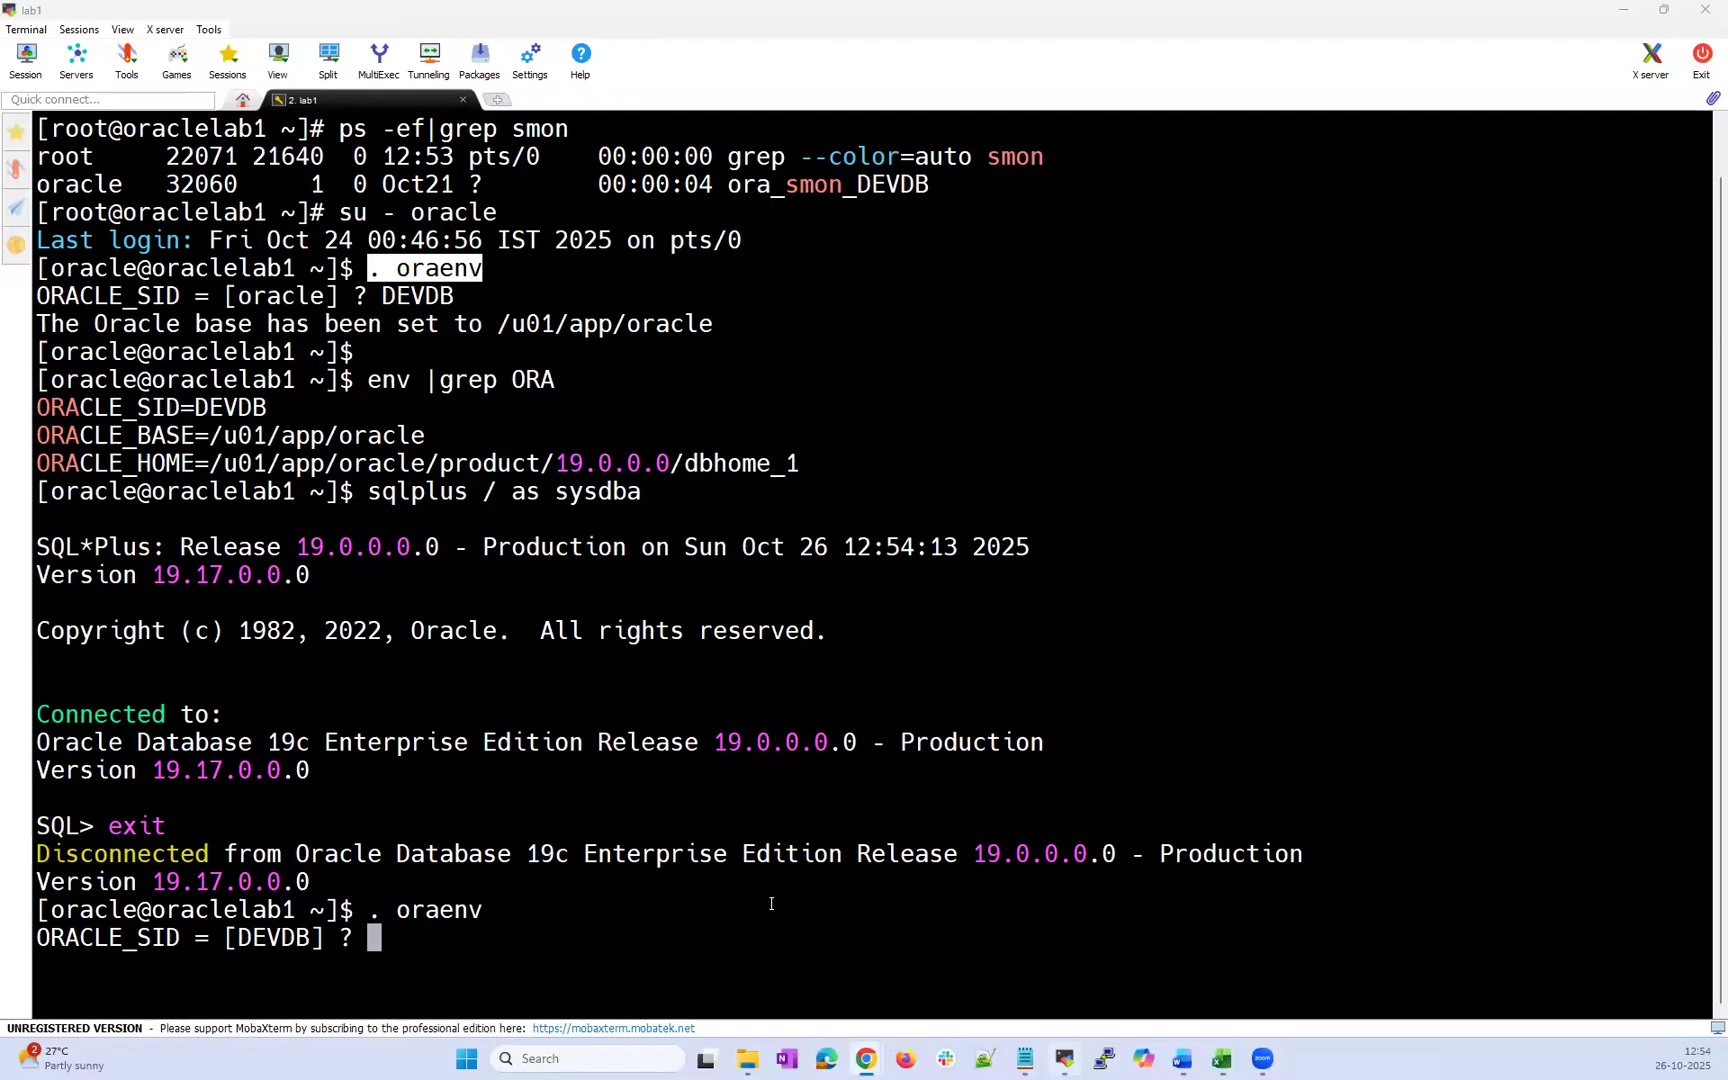 lab1
Terminal Sessions View X server Tools
Session Servers Tools Games Sessions View Split MultiExec Tunneling Packages Settings Help X server Exit
Quick connect... 2. lab1
[root@oraclelab1 ~]# ps -ef|grep smon
root     22071 21640  0 12:53 pts/0    00:00:00 grep --color=auto smon
oracle   32060     1  0 Oct21 ?        00:00:04 ora_smon_DEVDB
[root@oraclelab1 ~]# su - oracle
Last login: Fri Oct 24 00:46:56 IST 2025 on pts/0
[oracle@oraclelab1 ~]$ . oraenv
ORACLE_SID = [oracle] ? DEVDB
The Oracle base has been set to /u01/app/oracle
[oracle@oraclelab1 ~]$
[oracle@oraclelab1 ~]$ env |grep ORA
ORACLE_SID=DEVDB
ORACLE_BASE=/u01/app/oracle
ORACLE_HOME=/u01/app/oracle/product/19.0.0.0/dbhome_1
[oracle@oraclelab1 ~]$ sqlplus / as sysdba
SQL*Plus: Release 19.0.0.0.0 - Production on Sun Oct 26 12:54:13 2025
Version 19.17.0.0.0
Copyright (c) 1982, 2022, Oracle.  All rights reserved.
Connected to:
Oracle Database 19c Enterprise Edition Release 19.0.0.0.0 - Production
Version 19.17.0.0.0
SQL> exit
Disconnected from Oracle Database 19c Enterprise Edition Release 19.0.0.0.0 - Production
Version 19.17.0.0.0
[oracle@oraclelab1 ~]$ . oraenv
ORACLE_SID = [DEVDB] ?
UNREGISTERED VERSION - Please support MobaXterm by subscribing to the professional edition here: https://mobaxterm.mobatek.net
2 27°C
Partly sunny
Search
zoom
12:54
26-10-2025